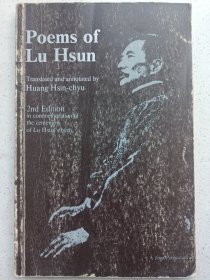 Poems of
Lu Hsun
Translated and annotated by
Huang Hsin-chyu
2nd Edition
in commemoration of
the centenary
of Lu Hsun's birth